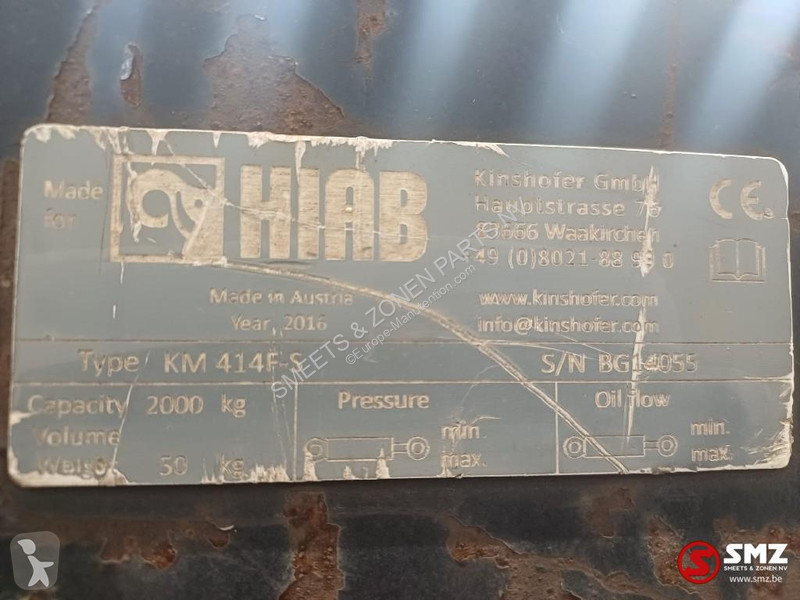 Made for
HIAB
Kinshofer GmbH
Hauptstrasse 76
83666 Waakirchen
+49 (0)8021-88 99 0
CE
Made in Austria
Year, 2016
www.kinshofer.com
info@kinshofer.com
Type KM 414F-S
S/N BG14055
Capacity 2000 kg
Volume
Weight 50 kg
Pressure
min.
max.
Oil flow
min.
max.
SMEETS & ZONEN PARTS NV
©Europe-Manutention.com
SMZ
SMEETS & ZONEN NV
www.smz.be